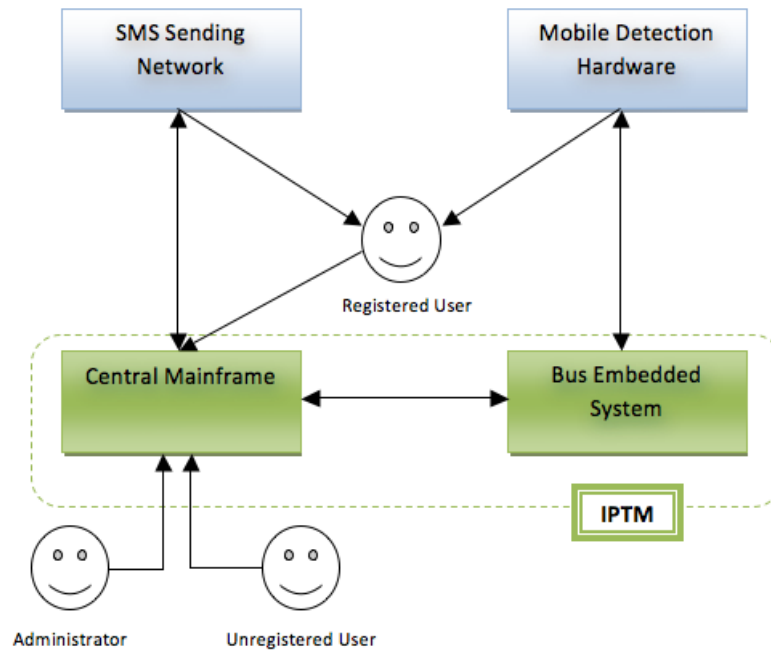 SMS Sending
Network
Mobile Detection
Hardware
Registered User
Central Mainframe
Bus Embedded
System
IPTM
Administrator
Unregistered User